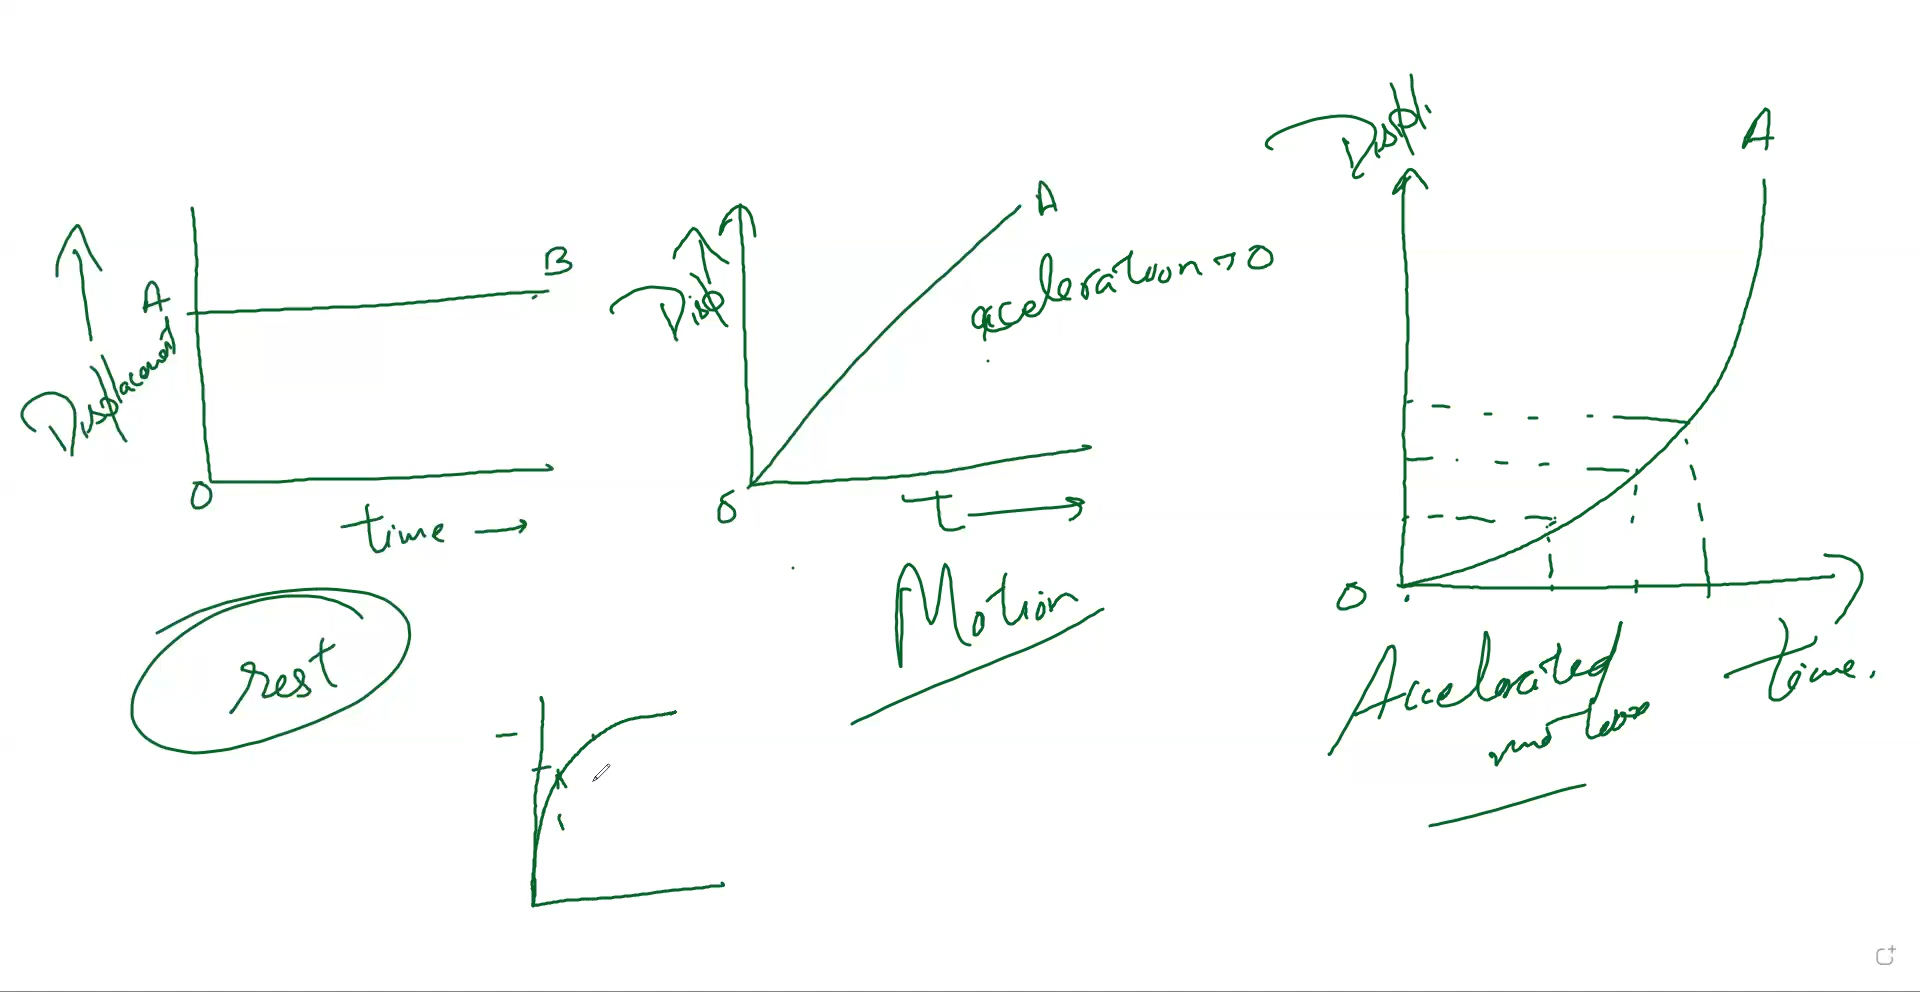 A
B
Displacement
O
time
rest
A
Disp
acceleration → 0
O
t
Motion
Displ.
A
O
time.
Accelerated
motion